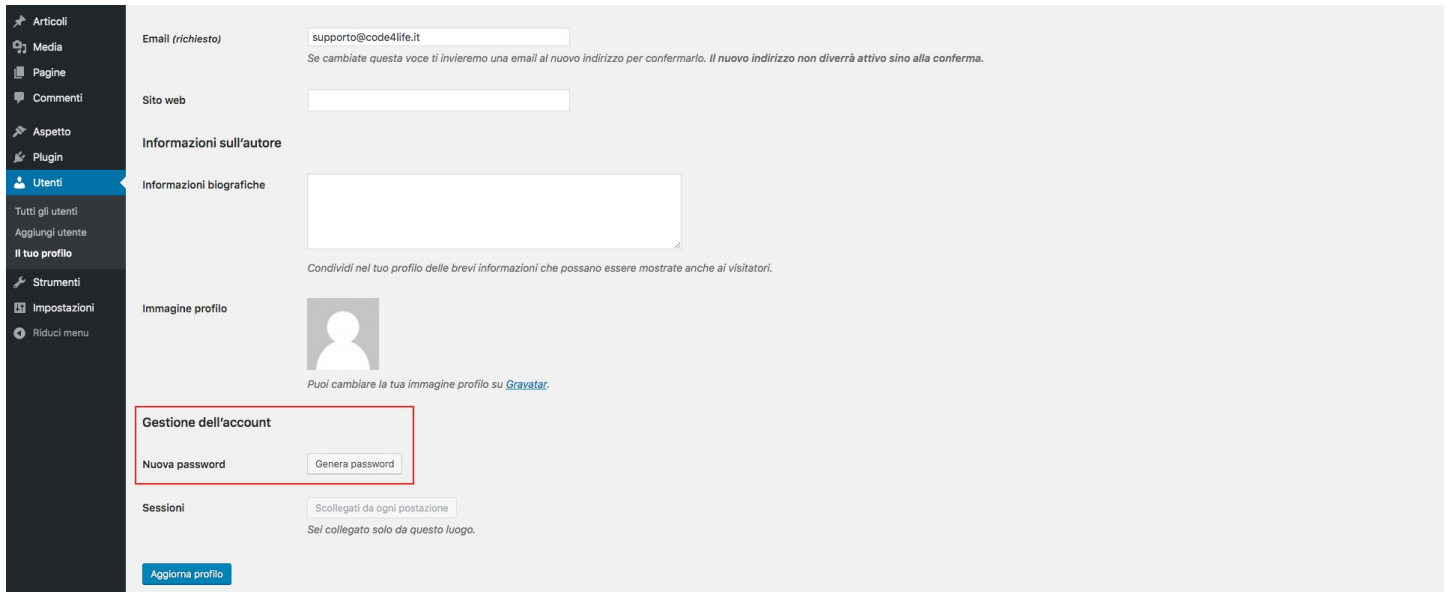 Articoli
Media
Pagine
Commenti
Aspetto
Plugin
Utenti
Tutti gli utenti
Aggiungi utente
Il tuo profilo
Strumenti
Impostazioni
Riduci menu
Email (richiesto)
supporto@code4life.it
Se cambiate questa voce ti invieremo una email al nuovo indirizzo per confermarlo. Il nuovo indirizzo non diverrà attivo sino alla conferma.
Sito web
Informazioni sull'autore
Informazioni biografiche
Condividi nel tuo profilo delle brevi informazioni che possano essere mostrate anche ai visitatori.
Immagine profilo
Puoi cambiare la tua immagine profilo su Gravatar.
Gestione dell'account
Nuova password
Genera password
Sessioni
Scollegati da ogni postazione
Sei collegato solo da questo luogo.
Aggiorna profilo